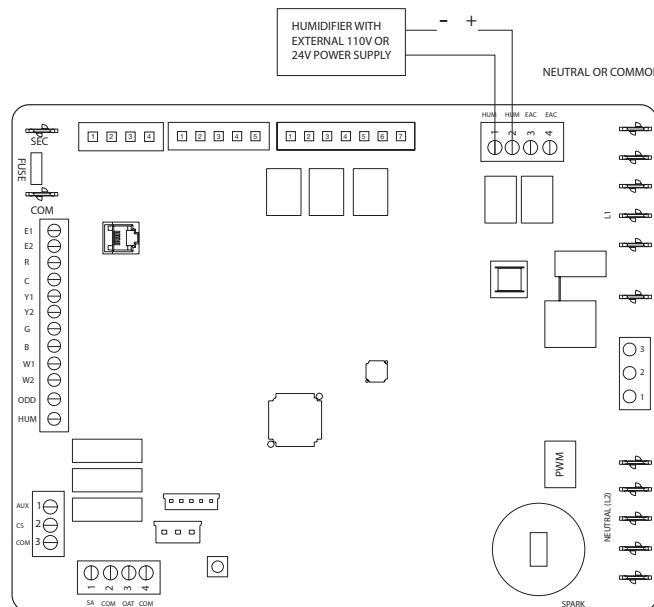 HUMIDIFIER WITH
EXTERNAL 110V OR
24V POWER SUPPLY
- +
NEUTRAL OR COMMO
HUM HUM EAC EAC
1 2 3 4
1 2 3 4
1 2 3 4 5
1 2 3 4 5 6 7
SEC
FUSE
COM
L1
E1
E2
R
C
Y1
Y2
G
B
W1
W2
ODD
HUM
3
2
1
PWM
NEUTRAL (L2)
AUX 1
CS 2
COM 3
1 2 3 4
SA COM OAT COM
SPARK